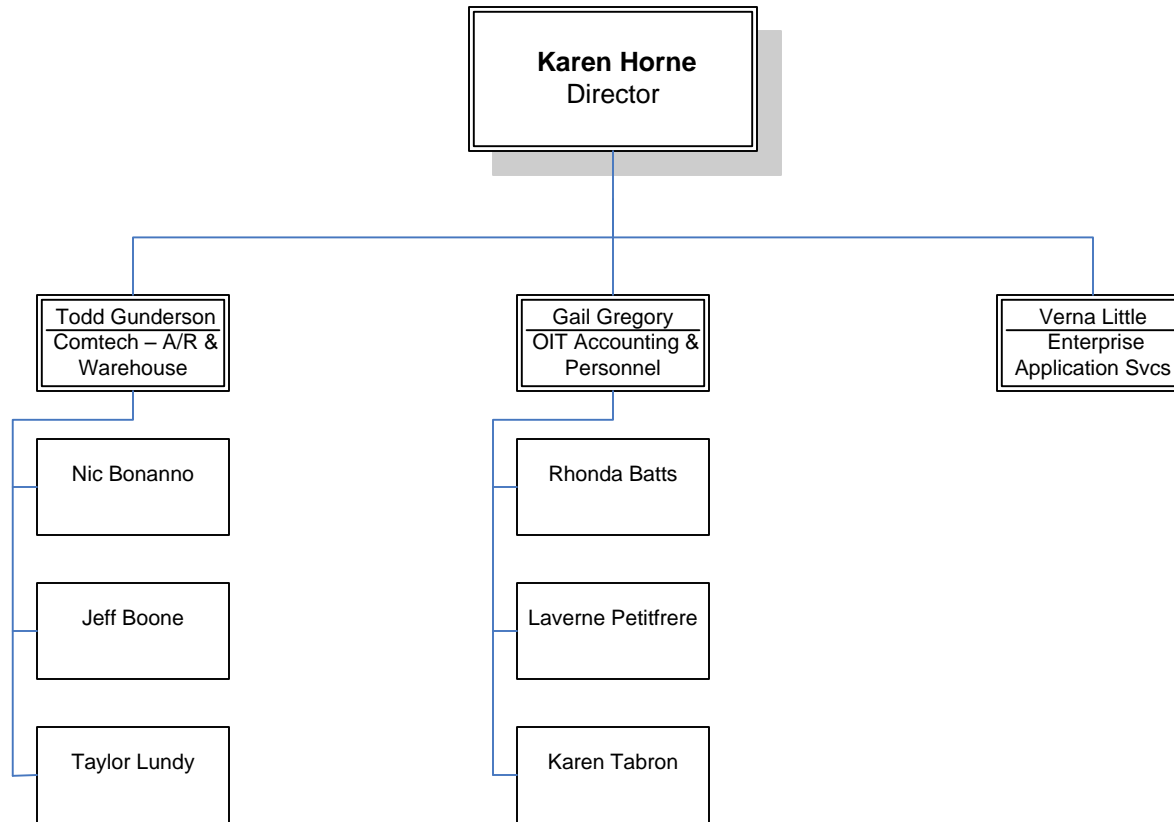 Karen Horne
Director
Todd Gunderson
Comtech – A/R &
Warehouse
Gail Gregory
OIT Accounting &
Personnel
Verna Little
Enterprise
Application Svcs
Nic Bonanno
Rhonda Batts
Jeff Boone
Laverne Petitfrere
Taylor Lundy
Karen Tabron